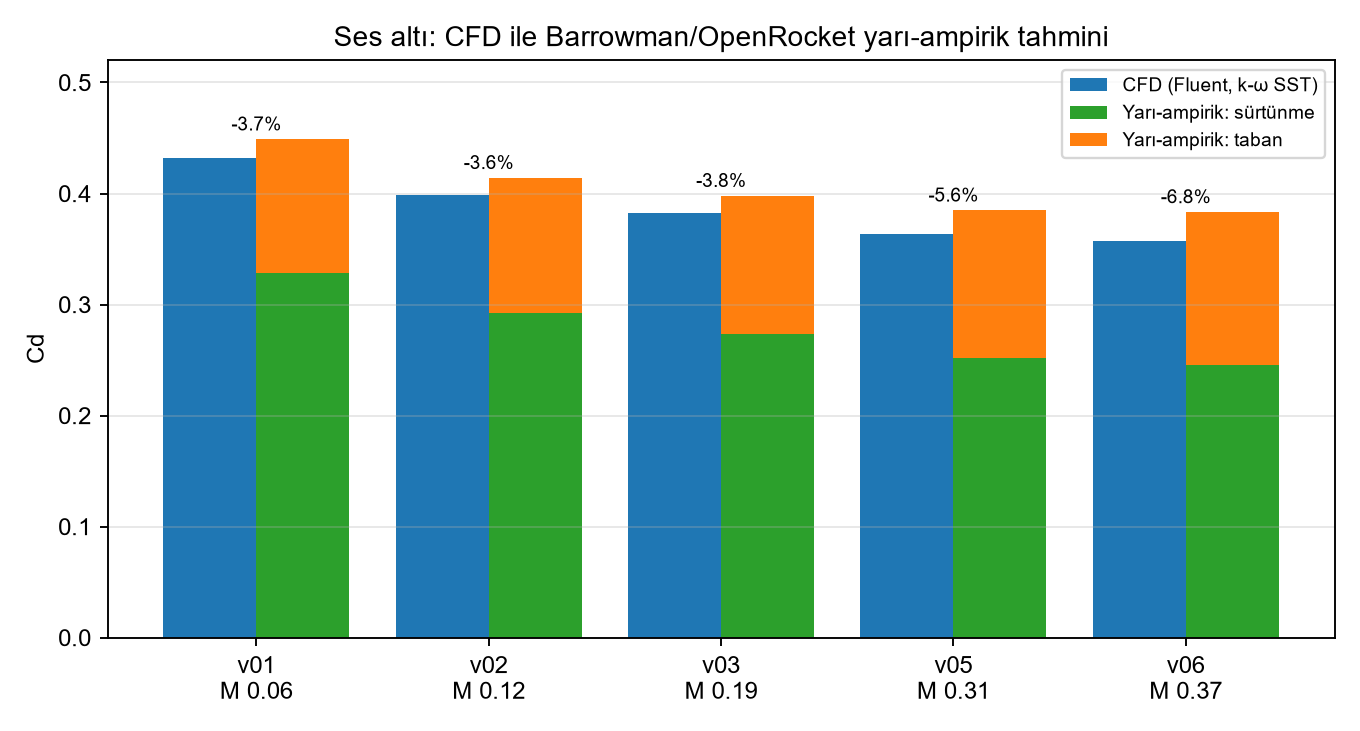 Ses altı: CFD ile Barrowman/OpenRocket yarı-ampirik tahmini
CFD (Fluent, k-ω SST)
Yarı-ampirik: sürtünme
Yarı-ampirik: taban
Cd
0.5
0.4
0.3
0.2
0.1
0.0
-3.7%
-3.6%
-3.8%
-5.6%
-6.8%
v01
M 0.06
v02
M 0.12
v03
M 0.19
v05
M 0.31
v06
M 0.37